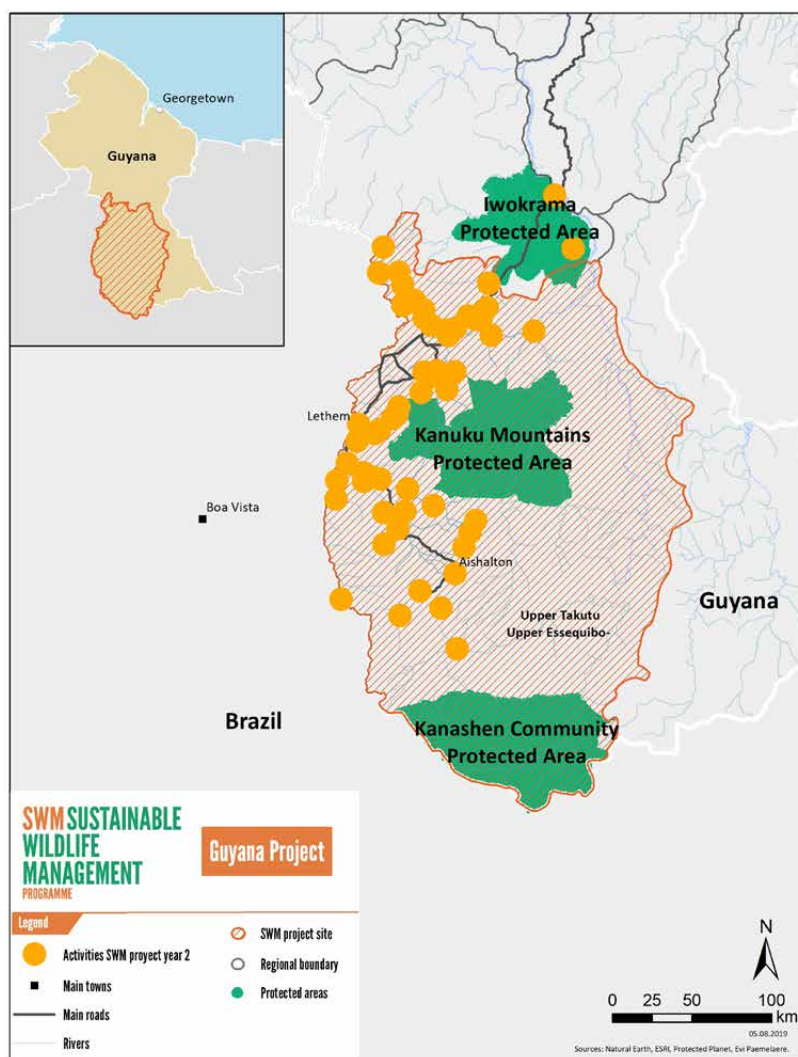 Georgetown
Guyana
Iwokrama
Protected Area
Lethem
Kanuku Mountains
Protected Area
Boa Vista
Aishalton
Guyana
Upper Takutu
Upper Essequibo-
Brazil
Kanashen Community
Protected Area
SWM SUSTAINABLE
WILDLIFE
MANAGEMENT
PROGRAMME
Guyana Project
Legend
Activities SWM proyect year 2
Main towns
Main roads
Rivers
SWM project site
Regional boundary
Protected areas
N
0 25 50 100
km
05.08.2019
Sources: Natural Earth, ESRI, Protected Planet, Evi Paemelaere.